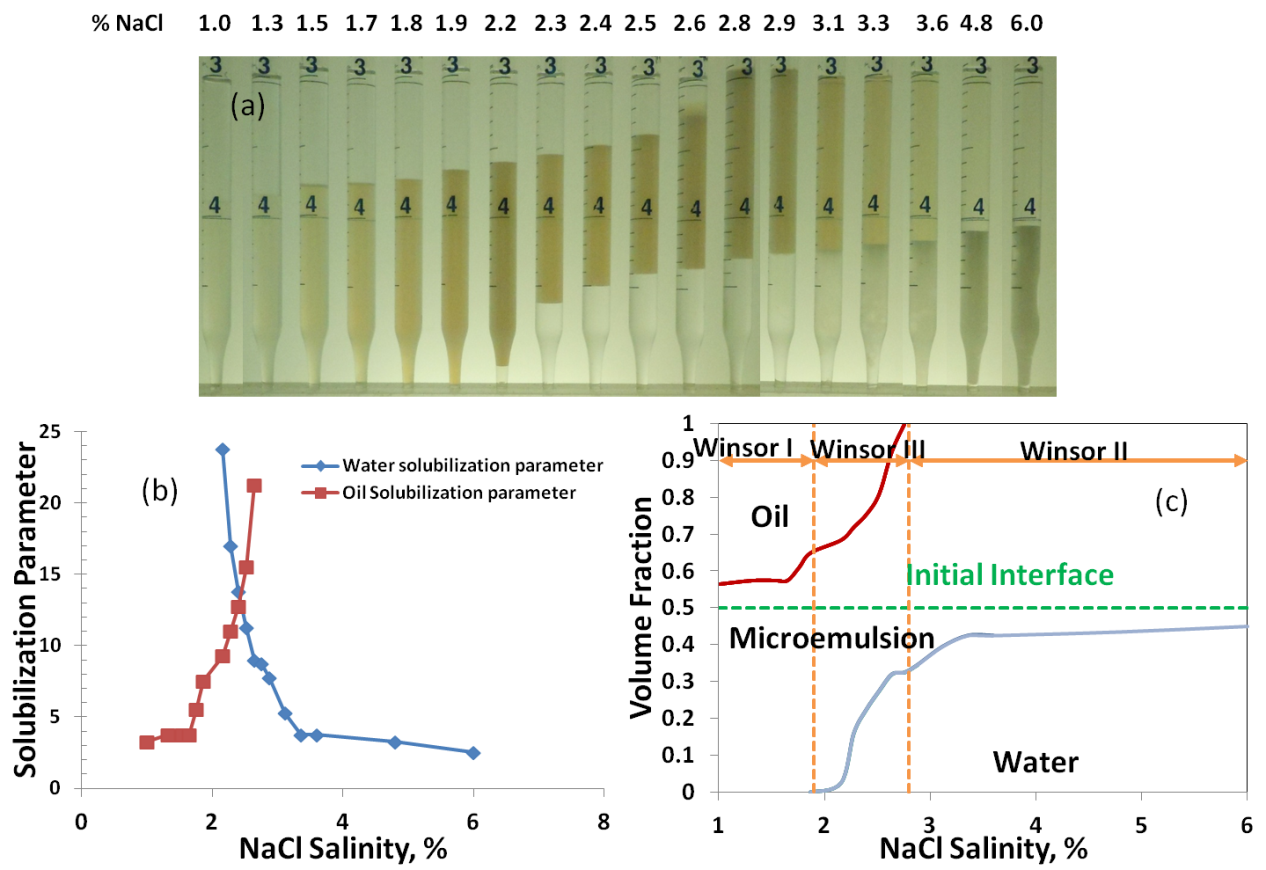 % NaCl 1.0 1.3 1.5 1.7 1.8 1.9 2.2 2.3 2.4 2.5 2.6 2.8 2.9 3.1 3.3 3.6 4.8 6.0
3 3 3 3 3 3 3 3 3 3 3 3 3 3 3 3 3 3
(a)
4 4 4 4 4 4 4 4 4 4 4 4 4 4 4 4 4 4
25
20
15
10
5
0
0 2 4 6 8
Solubilization Parameter
NaCl Salinity, %
(b)
Water solubilization parameter
Oil Solubilization parameter
1
0.9
0.8
0.7
0.6
0.5
0.4
0.3
0.2
0.1
0
1 2 3 4 5 6
Volume Fraction
NaCl Salinity, %
Winsor I
Winsor III
Winsor II
(c)
Oil
Initial Interface
Microemulsion
Water